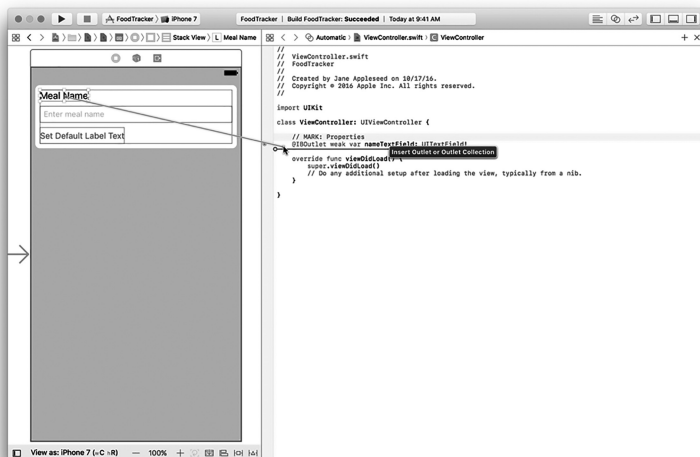 FoodTracker > iPhone 7
FoodTracker | Build FoodTracker: Succeeded | Today at 9:41 AM
Stack View > L Meal Name
Automatic > ViewController.swift > C ViewController
Meal Name
Enter meal name
Set Default Label Text
//
// ViewController.swift
// FoodTracker
//
// Created by Jane Appleseed on 10/17/16.
// Copyright © 2016 Apple Inc. All rights reserved.
//
import UIKit
class ViewController: UIViewController {
// MARK: Properties
@IBOutlet weak var nameTextField: UITextField!
Insert Outlet or Outlet Collection
override func viewDidLoad() {
super.viewDidLoad()
// Do any additional setup after loading the view, typically from a nib.
}
}
View as: iPhone 7 (wC hR) — 100% +